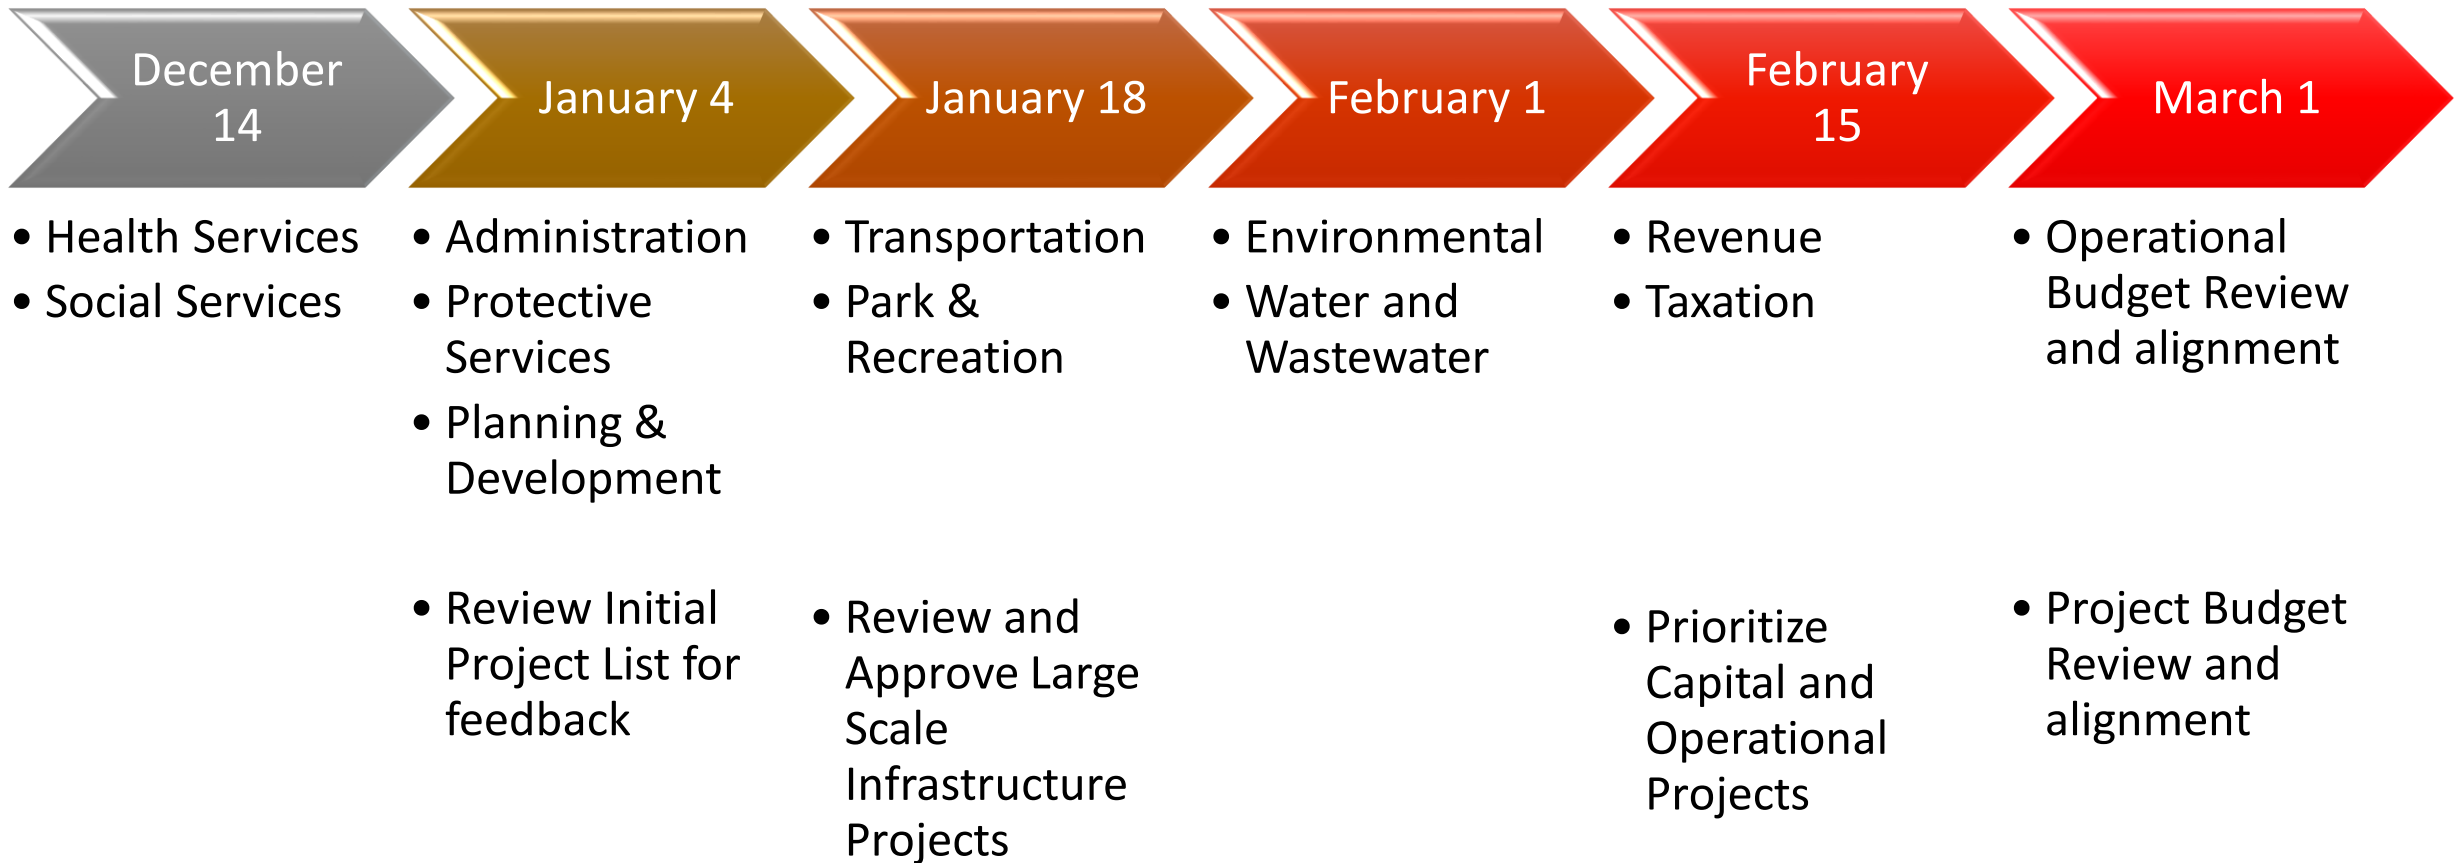 December
14
• Health Services
• Social Services
January 4
• Administration
• Protective
Services
• Planning &
Development
• Review Initial
Project List for
feedback
January 18
• Transportation
• Park &
Recreation
• Review and
Approve Large
Scale
Infrastructure
Projects
February 1
• Environmental
• Water and
Wastewater
February
15
• Revenue
• Taxation
• Prioritize
Capital and
Operational
Projects
March 1
• Operational
Budget Review
and alignment
• Project Budget
Review and
alignment